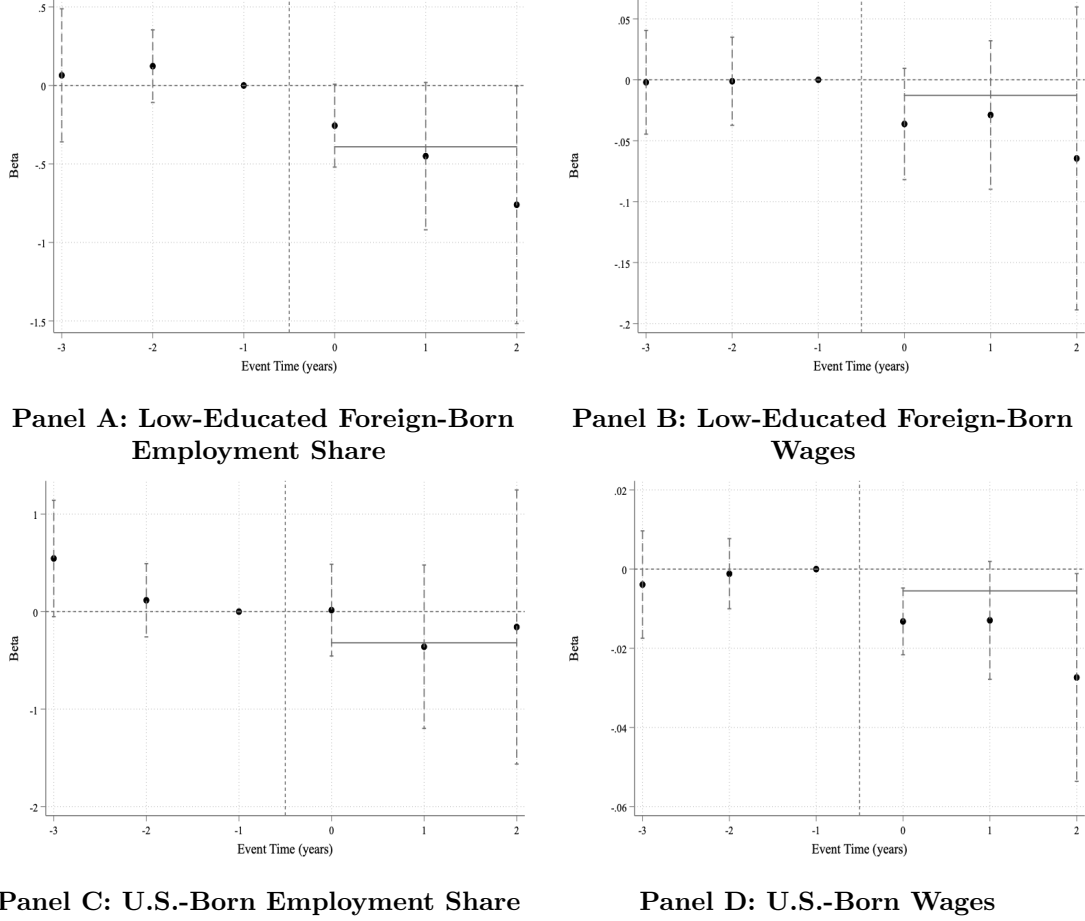 .5
0
-.5
-1
-1.5
Beta
-3 -2 -1 0 1 2
Event Time (years)
.05
0
-.05
-.1
-.15
-.2
Beta
-3 -2 -1 0 1 2
Event Time (years)
Panel A: Low-Educated Foreign-Born
Employment Share
Panel B: Low-Educated Foreign-Born
Wages
1
0
-1
-2
Beta
-3 -2 -1 0 1 2
Event Time (years)
.02
0
-.02
-.04
-.06
Beta
-3 -2 -1 0 1 2
Event Time (years)
Panel C: U.S.-Born Employment Share
Panel D: U.S.-Born Wages